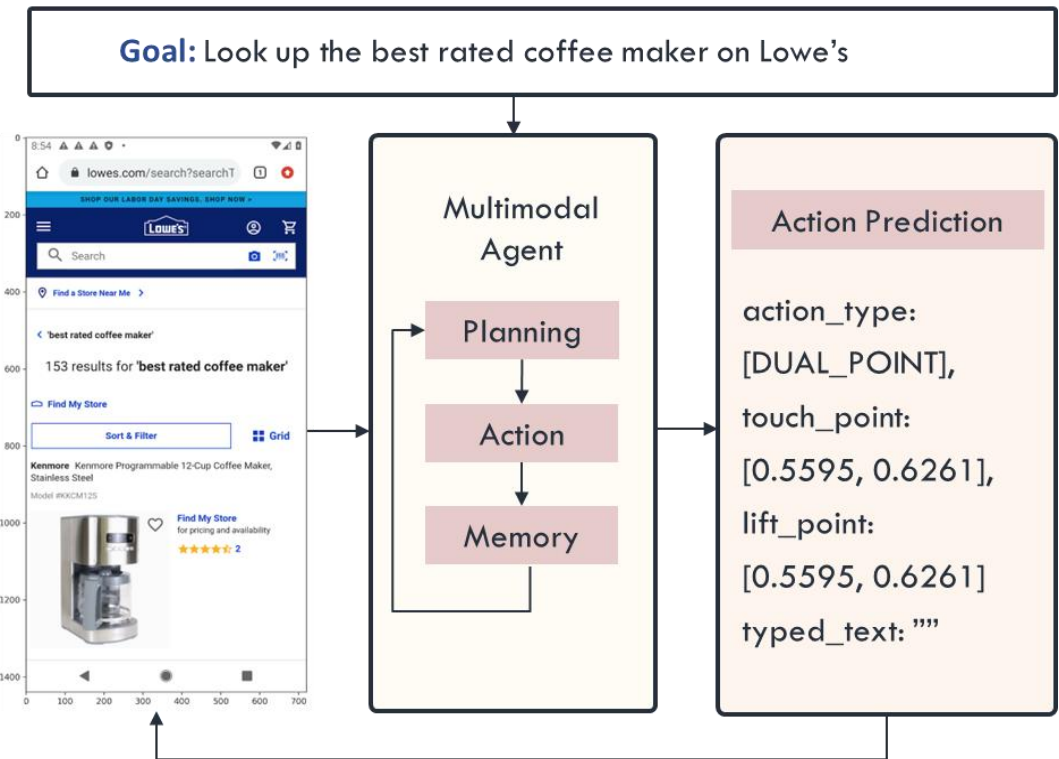 Goal: Look up the best rated coffee maker on Lowe's
0
200
400
600
800
1000
1200
1400
0 100 200 300 400 500 600 700
8:54
lowes.com/search?searchT
1
SHOP OUR LABOR DAY SAVINGS. SHOP NOW >
LOWE'S
Search
Find a Store Near Me >
< 'best rated coffee maker'
153 results for 'best rated coffee maker'
Find My Store
Sort & Filter
Grid
Kenmore Kenmore Programmable 12-Cup Coffee Maker,
Stainless Steel
Model #KKCM125
Find My Store
for pricing and availability
2
Multimodal
Agent
Planning
Action
Memory
Action Prediction
action_type:
[DUAL_POINT],
touch_point:
[0.5595, 0.6261],
lift_point:
[0.5595, 0.6261]
typed_text: ””